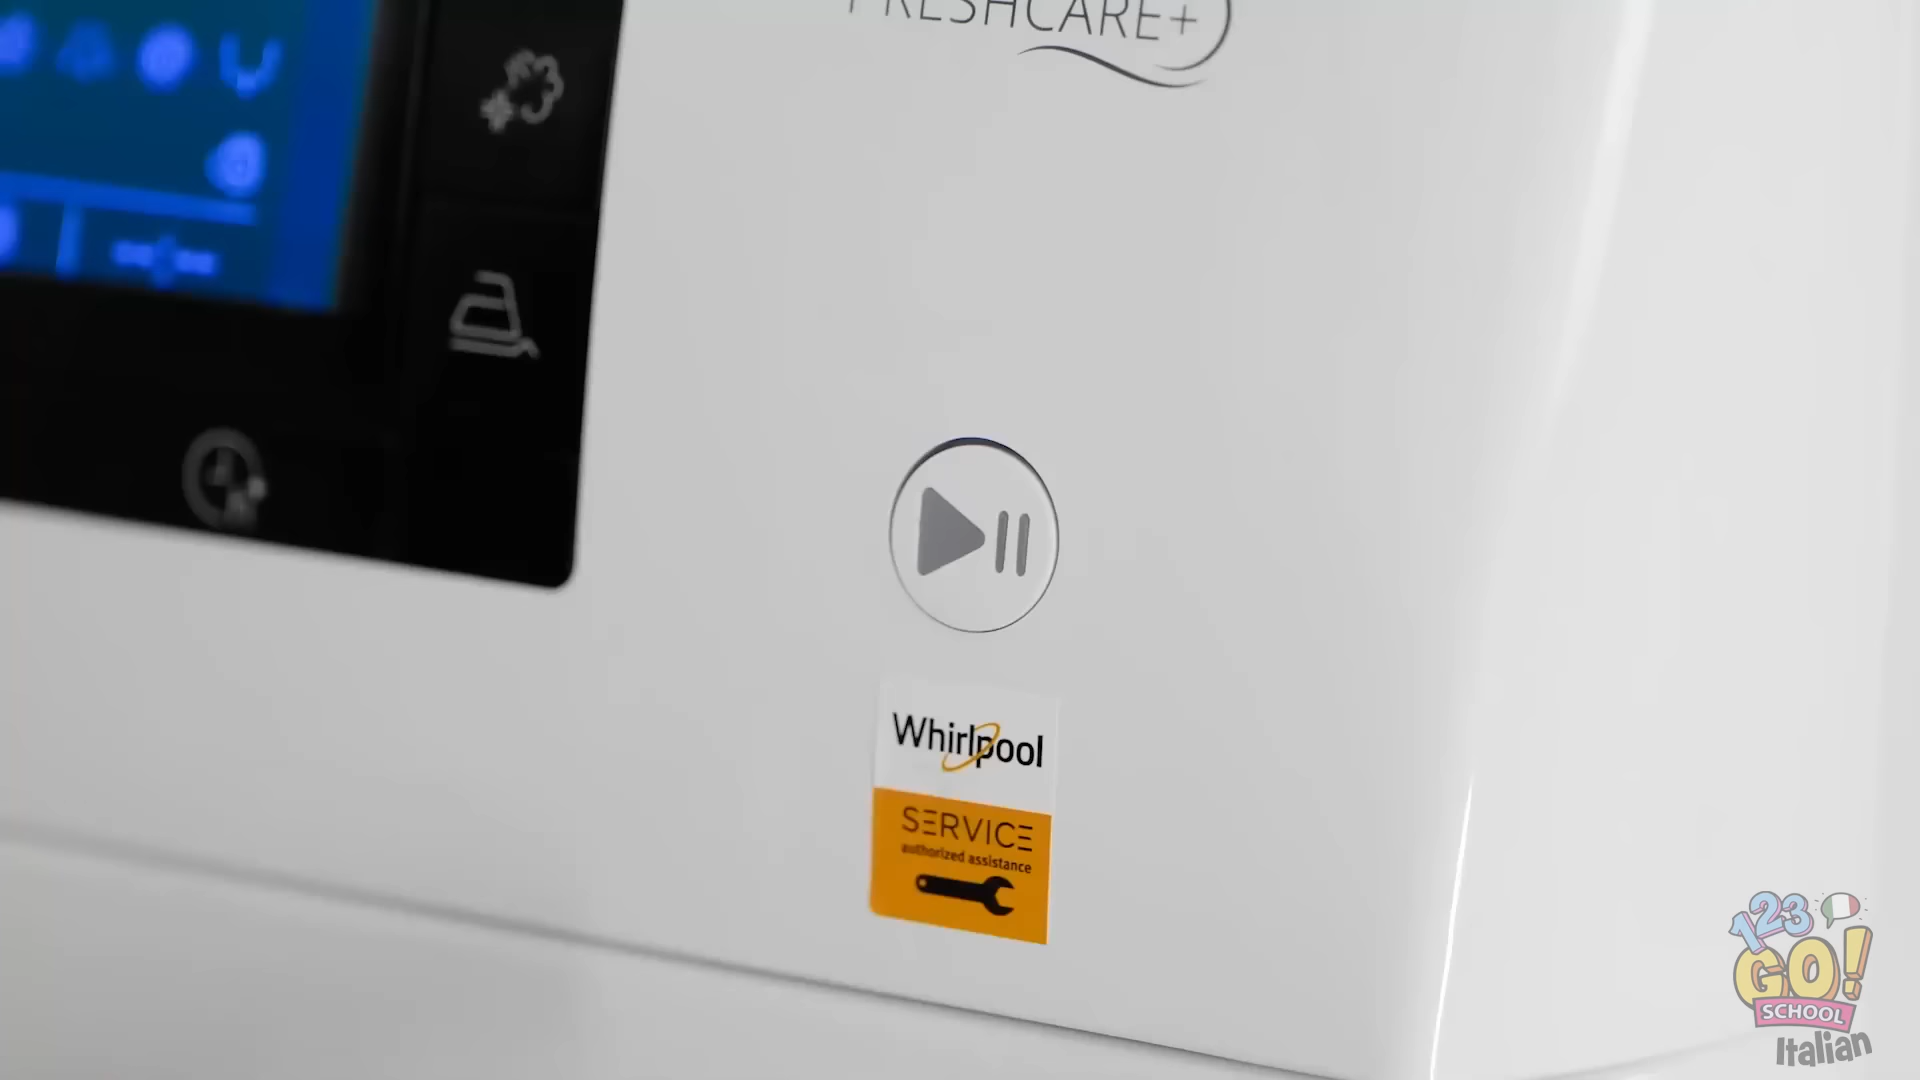 FRESHCARE+
Whirlpool
SERVICE
authorized assistance
123
GO!
SCHOOL
Italian